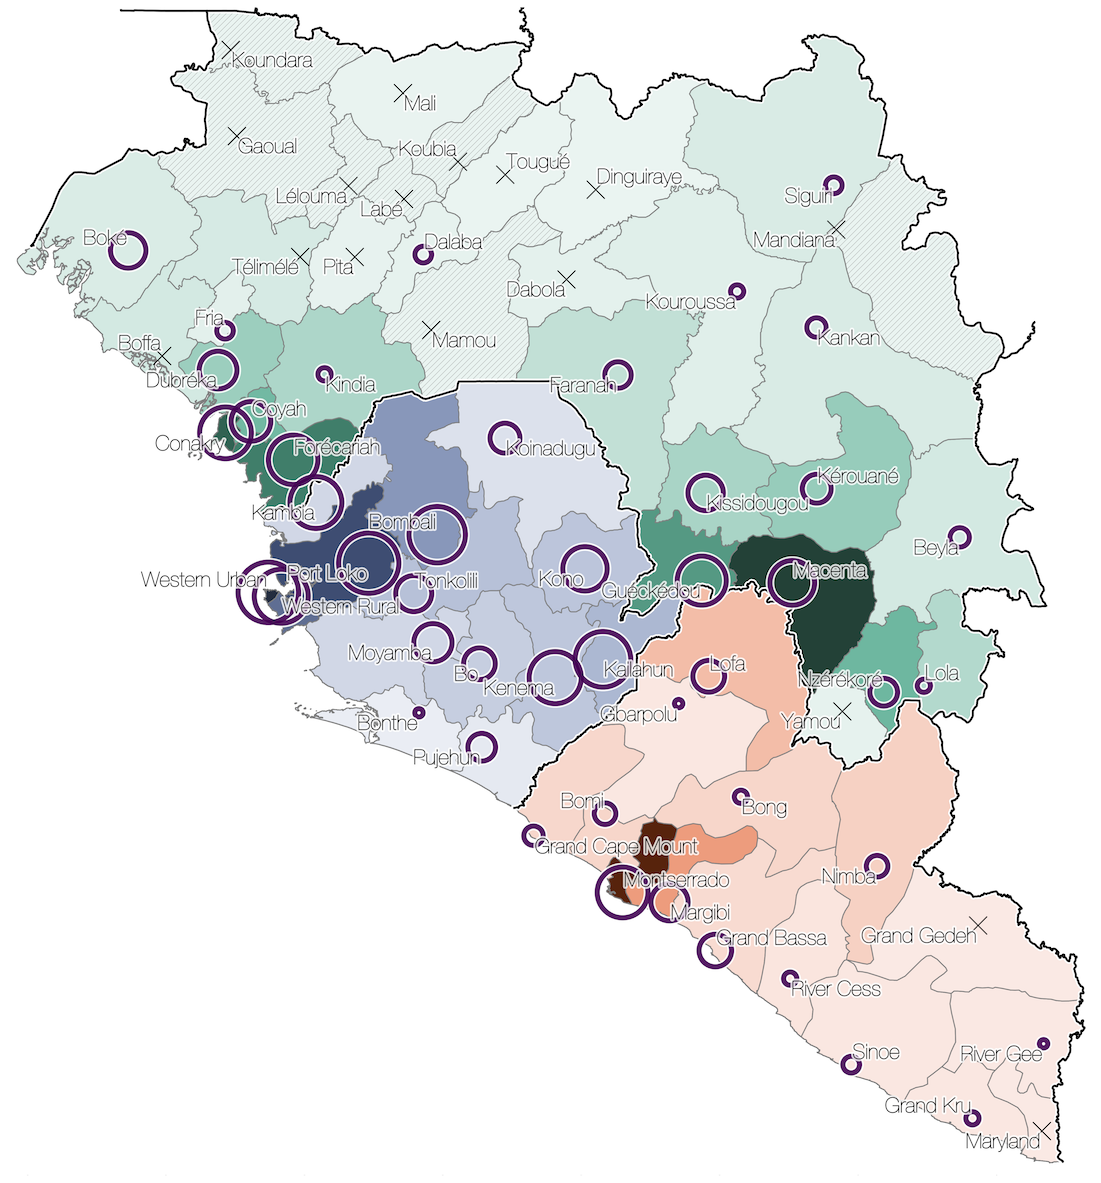 Koundara
Mali
Gaoual
Koubia
Tougué
Dinguiraye
Lélouma
Labé
Siguiri
Boké
Dalaba
Mandiana
Télimélé
Pita
Dabola
Kouroussa
Fria
Boffa
Mamou
Kankan
Dubréka
Kindia
Faranah
Coyah
Conakry
Forécariah
Koinadugu
Kissidougou
Kérouané
Kambia
Bombali
Beyla
Western Urban
Port Loko
Tonkolili
Kono
Guéckédou
Macenta
Western Rural
Moyamba
Bo
Kenema
Kailahun
Lofa
Nzérékoré
Lola
Bonthe
Gbarpolu
Yamou
Pujehun
Bomi
Bong
Grand Cape Mount
Montserrado
Nimba
Margibi
Grand Bassa
Grand Gedeh
River Cess
Sinoe
River Gee
Grand Kru
Maryland